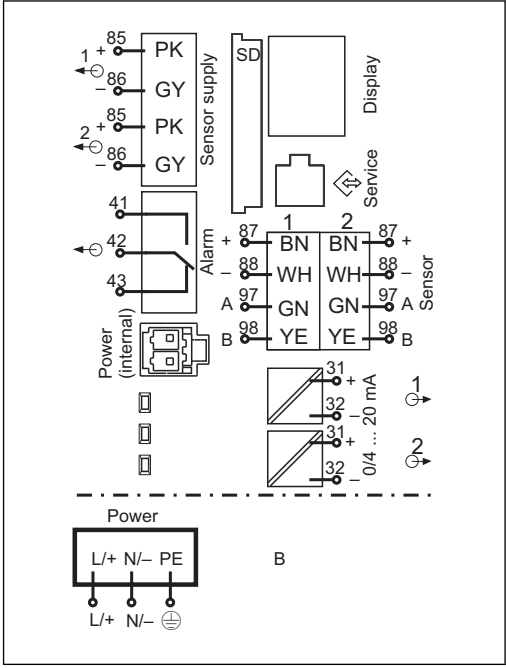 85
1 + PK
86
– GY
85
2 + PK
86
– GY
Sensor supply
SD
Display
Service
41
42
43
Alarm
1 2
87 BN BN 87
+ +
88 WH WH 88
– –
97 GN GN 97
A A
98 YE YE 98
B B
Sensor
Power
(internal)
31
+
32
–
31
+
32
–
0/4 ... 20 mA
1
2
Power
L/+ N/– PE
L/+ N/–
B